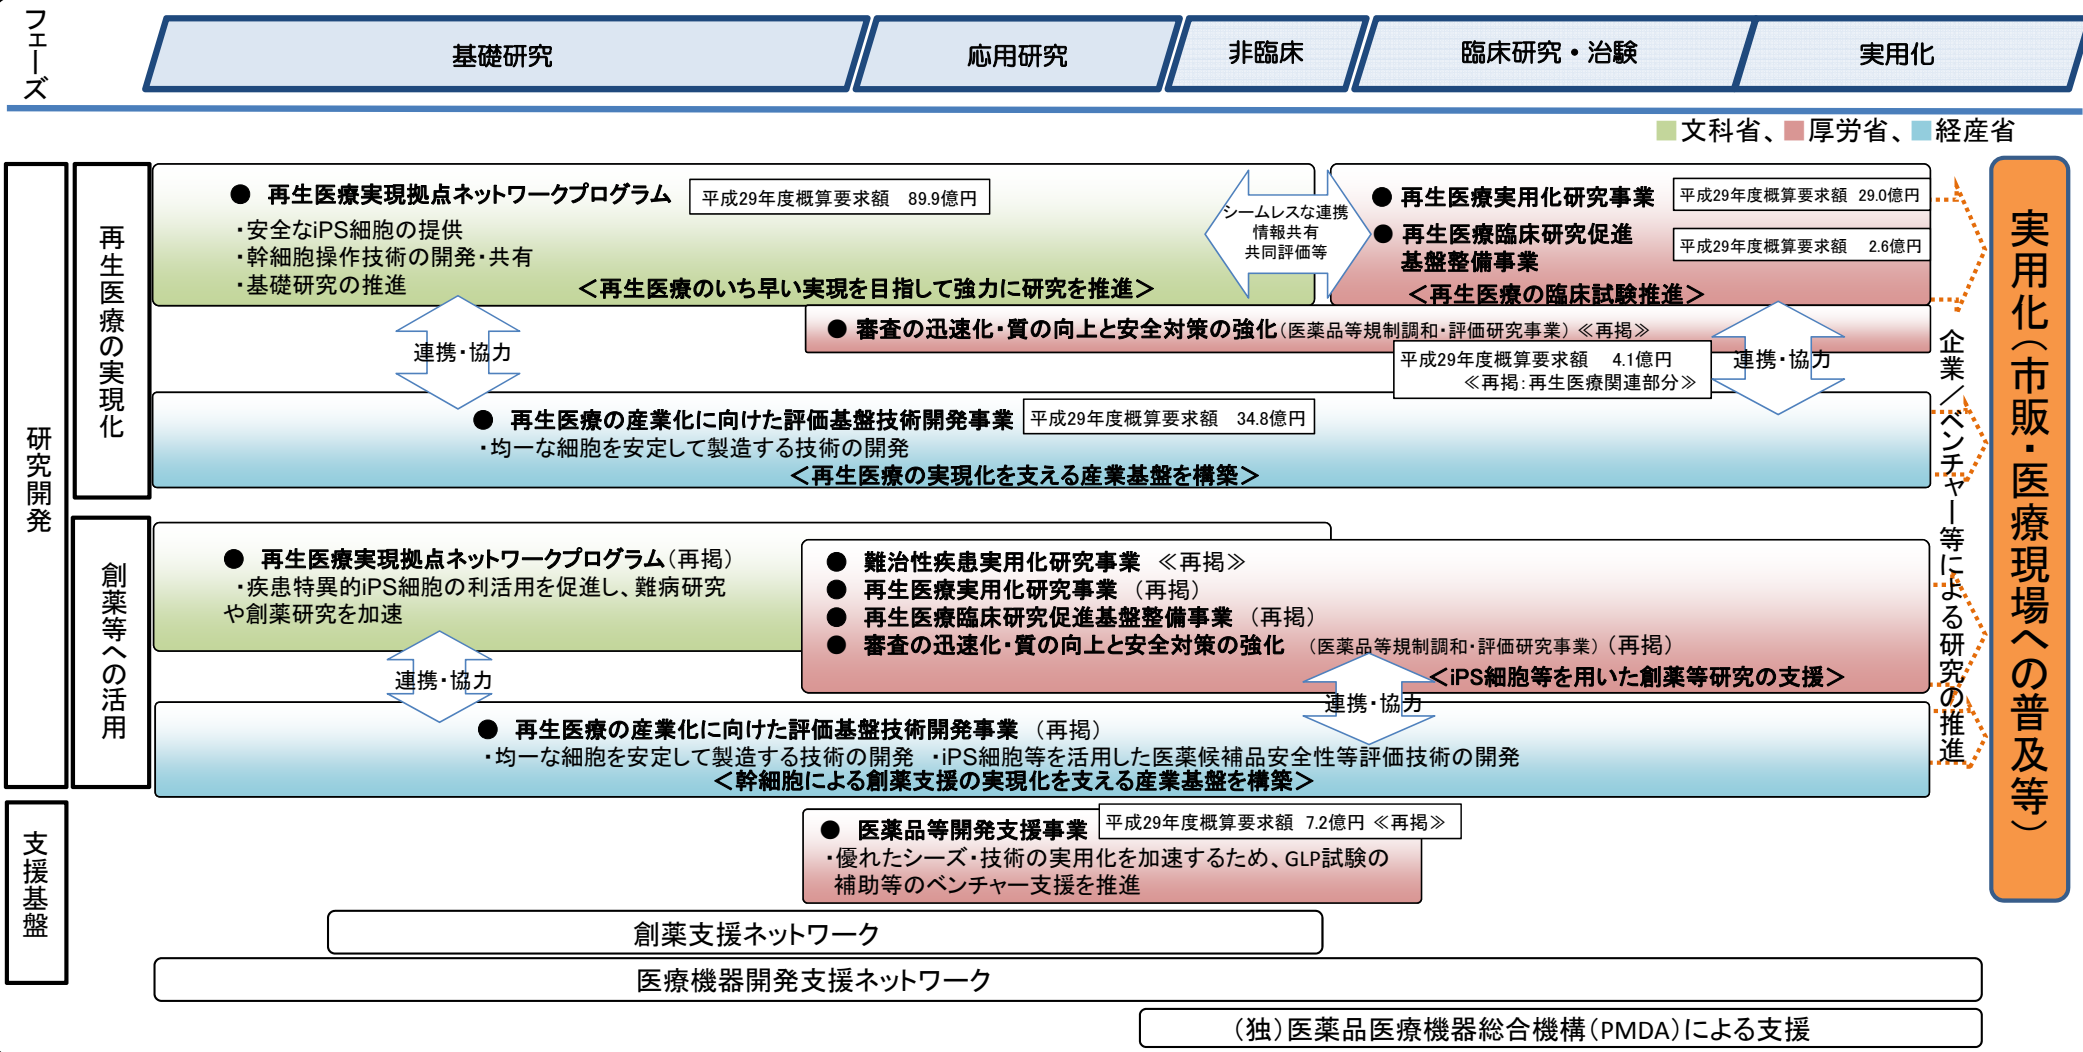 フェーズ
基礎研究
応用研究
非臨床
臨床研究・治験
実用化
文科省、厚労省、経産省
研究開発
再生医療の実現化
●　再生医療実現拠点ネットワークプログラム
平成29年度概算要求額　89.9億円
・安全なiPS細胞の提供
・幹細胞操作技術の開発・共有
・基礎研究の推進
＜再生医療のいち早い実現を目指して強力に研究を推進＞
シームレスな連携
情報共有
共同評価等
● 再生医療実用化研究事業
平成29年度概算要求額　29.0億円
● 再生医療臨床研究促進
基盤整備事業
平成29年度概算要求額　2.6億円
＜再生医療の臨床試験推進＞
● 審査の迅速化・質の向上と安全対策の強化(医薬品等規制調和・評価研究事業) ≪再掲≫
平成29年度概算要求額　4.1億円
≪再掲：再生医療関連部分≫
連携・協力
連携・協力
●　再生医療の産業化に向けた評価基盤技術開発事業
平成29年度概算要求額　34.8億円
・均一な細胞を安定して製造する技術の開発
＜再生医療の実現化を支える産業基盤を構築＞
創薬等への活用
●　再生医療実現拠点ネットワークプログラム(再掲)
・疾患特異的iPS細胞の利活用を促進し、難病研究
や創薬研究を加速
●　難治性疾患実用化研究事業　≪再掲≫
●　再生医療実用化研究事業　(再掲)
●　再生医療臨床研究促進基盤整備事業　(再掲)
●　審査の迅速化・質の向上と安全対策の強化　(医薬品等規制調和・評価研究事業) (再掲)
＜iPS細胞等を用いた創薬等研究の支援＞
連携・協力
連携・協力
●　再生医療の産業化に向けた評価基盤技術開発事業　(再掲)
・均一な細胞を安定して製造する技術の開発　・iPS細胞等を活用した医薬候補品安全性等評価技術の開発
＜幹細胞による創薬支援の実現化を支える産業基盤を構築＞
企業／ベンチャー等による研究の推進
実用化(市販・医療現場への普及等)
支援基盤
●　医薬品等開発支援事業
平成29年度概算要求額　7.2億円 ≪再掲≫
・優れたシーズ・技術の実用化を加速するため、GLP試験の
補助等のベンチャー支援を推進
創薬支援ネットワーク
医療機器開発支援ネットワーク
(独)医薬品医療機器総合機構(PMDA)による支援